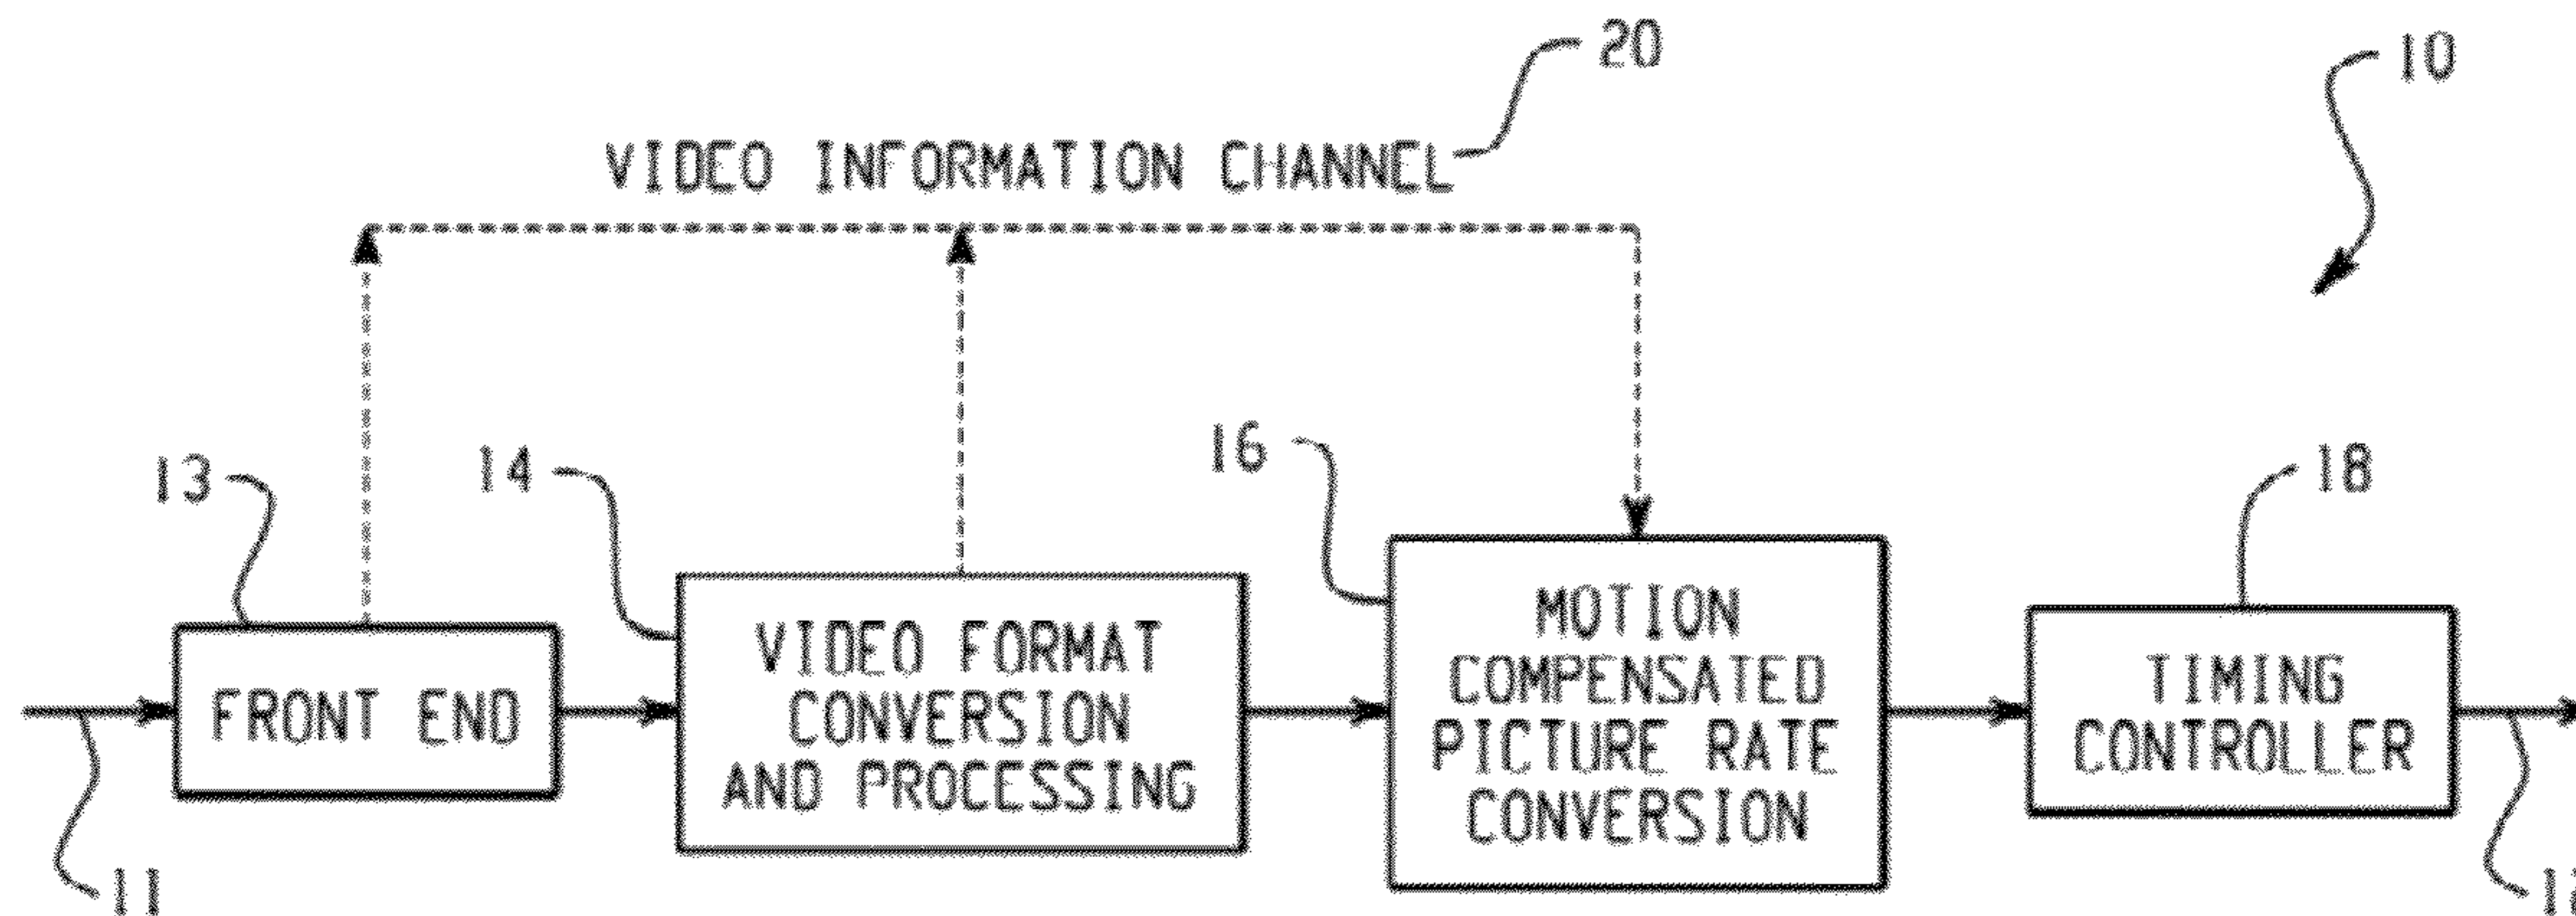 20
10
VIDEO INFORMATION CHANNEL
13
14
16
18
FRONT END
VIDEO FORMAT
CONVERSION
AND PROCESSING
MOTION
COMPENSATED
PICTURE RATE
CONVERSION
TIMING
CONTROLLER
11